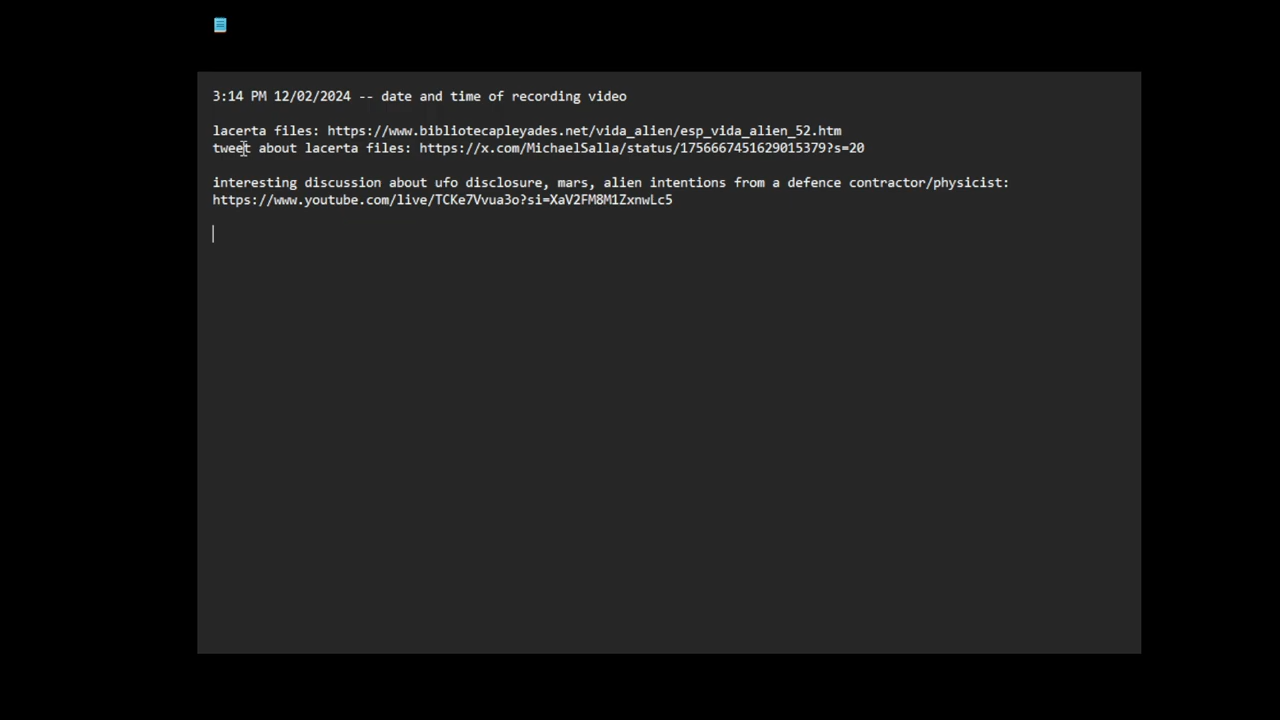 3:14 PM 12/02/2024 -- date and time of recording video
lacerta files: https://www.bibliotecapleyades.net/vida_alien/esp_vida_alien_52.htm
tweet about lacerta files: https://x.com/MichaelSalla/status/1756667451629015379?s=20
interesting discussion about ufo disclosure, mars, alien intentions from a defence contractor/physicist:
https://www.youtube.com/live/TCKe7Vvua3o?si=XaV2FM8M1ZxnwLc5